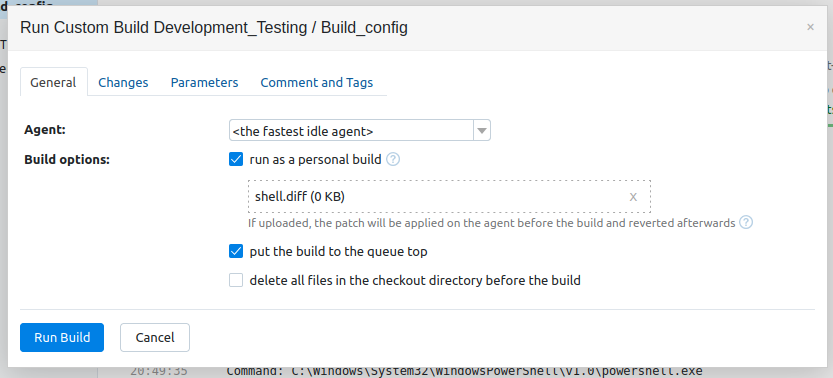 d_config
Run Custom Build Development_Testing / Build_config
×
General Changes Parameters Comment and Tags
Agent: <the fastest idle agent>
Build options: run as a personal build ?
shell.diff (0 KB) x
If uploaded, the patch will be applied on the agent before the build and reverted afterwards ?
put the build to the queue top
delete all files in the checkout directory before the build
Run Build Cancel
20:49:35 Command: C:\Windows\System32\WindowsPowerShell\v1.0\powershell.exe